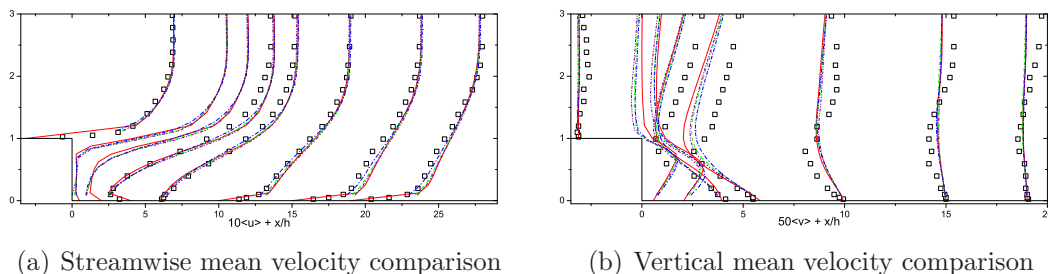 3
2
1
0
0 5 10 15 20 25
10<u> + x/h
(a) Streamwise mean velocity comparison
3
2
1
0
0 5 10 15 20
50<v> + x/h
(b) Vertical mean velocity comparison